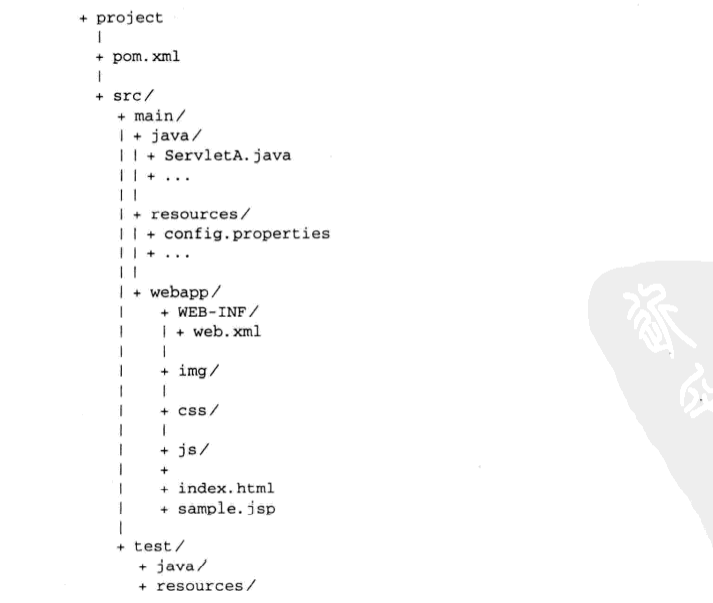 + project
|
+ pom.xml
|
+ src/
+ main/
| + java/
| | + ServletA.java
| | + ...
| |
| + resources/
| | + config.properties
| | + ...
| |
| + webapp/
| + WEB-INF/
| | + web.xml
| |
| + img/
| |
| + css/
| |
| + js/
| +
| + index.html
| + sample.jsp
|
+ test/
+ java/
+ resources/